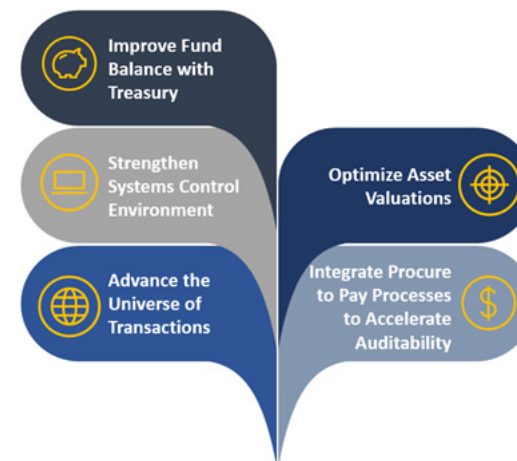 Improve Fund
Balance with
Treasury
Strengthen
Systems Control
Environment
Advance the
Universe of
Transactions
Optimize Asset
Valuations
Integrate Procure
to Pay Processes
to Accelerate
Auditability
$